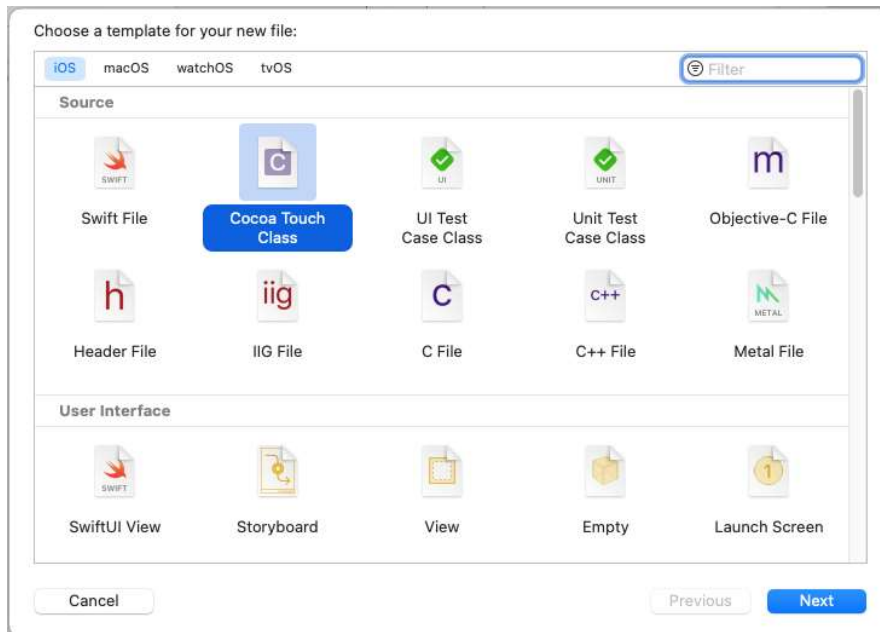 Choose a template for your new file:
iOS macOS watchOS tvOS Filter
Source
SWIFT C UI UNIT m
Swift File Cocoa Touch Class UI Test Case Class Unit Test Case Class Objective-C File
h iig C C++ METAL
Header File IIG File C File C++ File Metal File
User Interface
SWIFT 1
SwiftUI View Storyboard View Empty Launch Screen
Cancel Previous Next